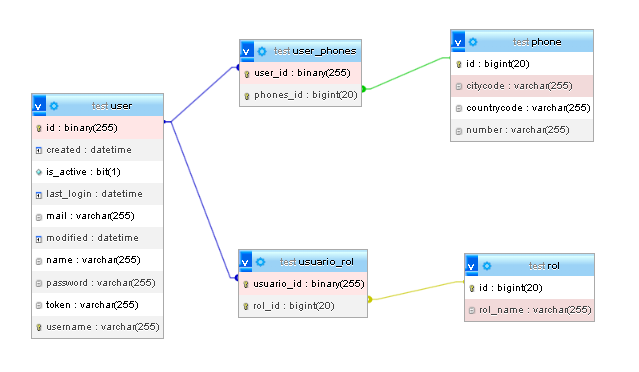 test user_phones
user_id : binary(255)
phones_id : bigint(20)
test phone
id : bigint(20)
citycode : varchar(255)
countrycode : varchar(255)
number : varchar(255)
test user
id : binary(255)
created : datetime
is_active : bit(1)
last_login : datetime
mail : varchar(255)
modified : datetime
name : varchar(255)
password : varchar(255)
token : varchar(255)
username : varchar(255)
test usuario_rol
usuario_id : binary(255)
rol_id : bigint(20)
test rol
id : bigint(20)
rol_name : varchar(255)